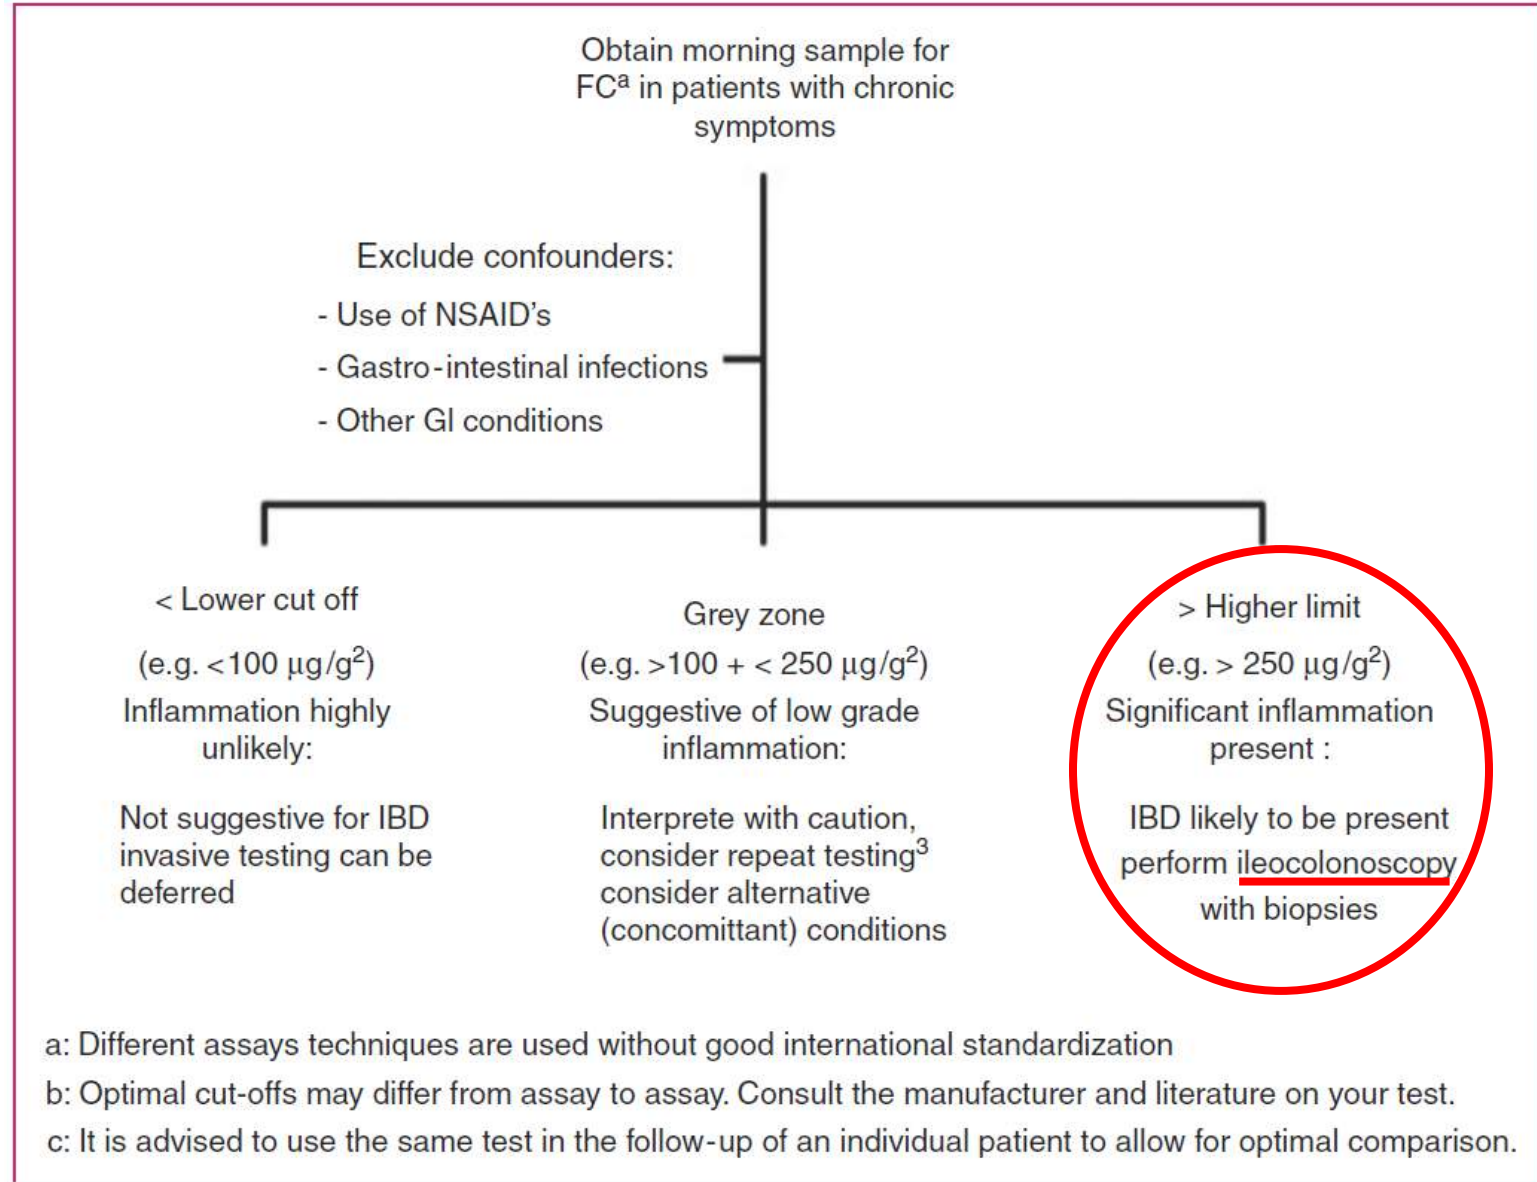 Obtain morning sample for
FCᵃ in patients with chronic
symptoms
Exclude confounders:
- Use of NSAID’s
- Gastro-intestinal infections
- Other GI conditions
< Lower cut off
(e.g. <100 µg/g²)
Inflammation highly
unlikely:
Not suggestive for IBD
invasive testing can be
deferred
Grey zone
(e.g. >100 + < 250 µg/g²)
Suggestive of low grade
inflammation:
Interprete with caution,
consider repeat testing³
consider alternative
(concomittant) conditions
> Higher limit
(e.g. > 250 µg/g²)
Significant inflammation
present :
IBD likely to be present
perform ileocolonoscopy
with biopsies
a: Different assays techniques are used without good international standardization
b: Optimal cut-offs may differ from assay to assay. Consult the manufacturer and literature on your test.
c: It is advised to use the same test in the follow-up of an individual patient to allow for optimal comparison.